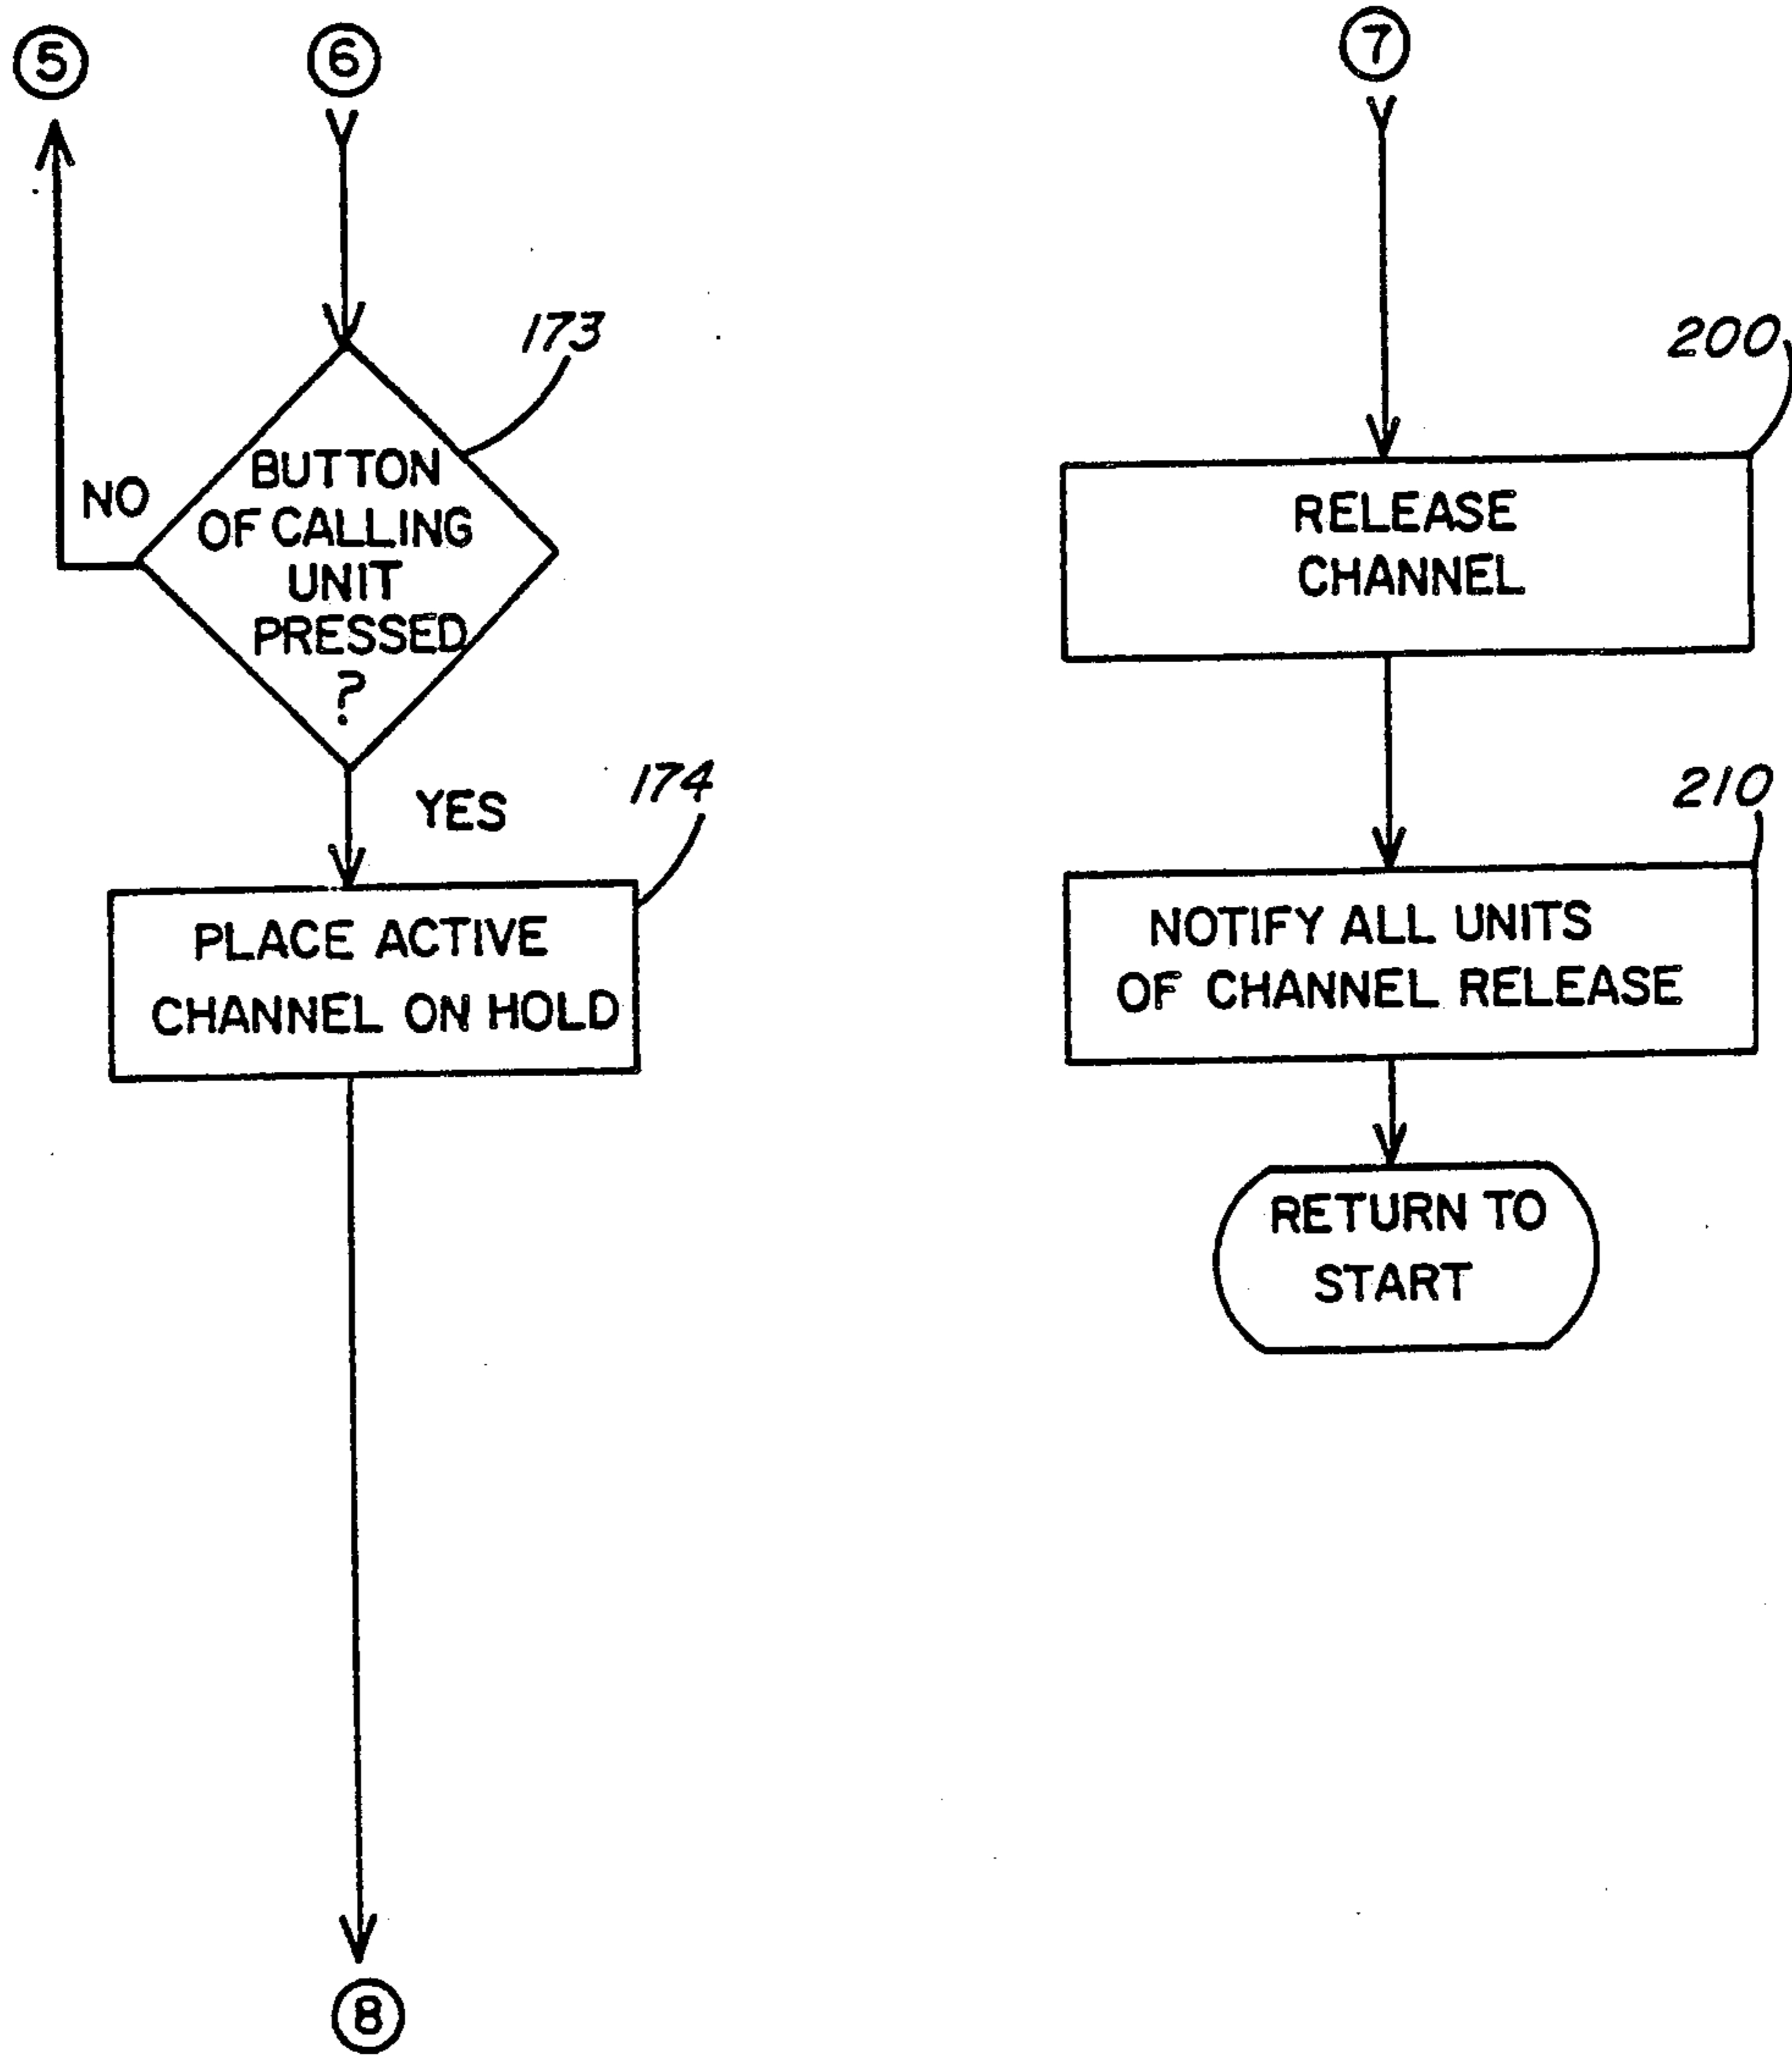 5
6
173
NO
BUTTON
OF CALLING
UNIT
PRESSED
?
YES
174
PLACE ACTIVE
CHANNEL ON HOLD
8
7
200
RELEASE
CHANNEL
210
NOTIFY ALL UNITS
OF CHANNEL RELEASE
RETURN TO
START